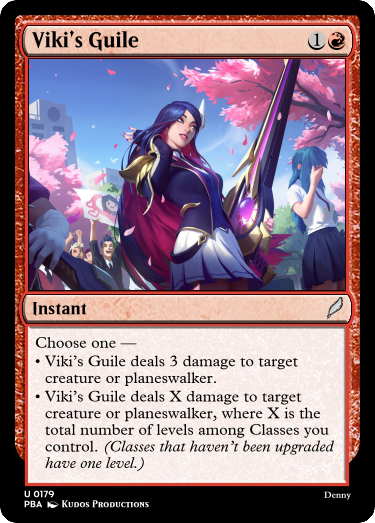 Viki's Guile
1
Instant
Choose one —
• Viki's Guile deals 3 damage to target
creature or planeswalker.
• Viki's Guile deals X damage to target
creature or planeswalker, where X is the
total number of levels among Classes you
control. (Classes that haven't been upgraded
have one level.)
U 0179
PBA Kudos Productions
Denny